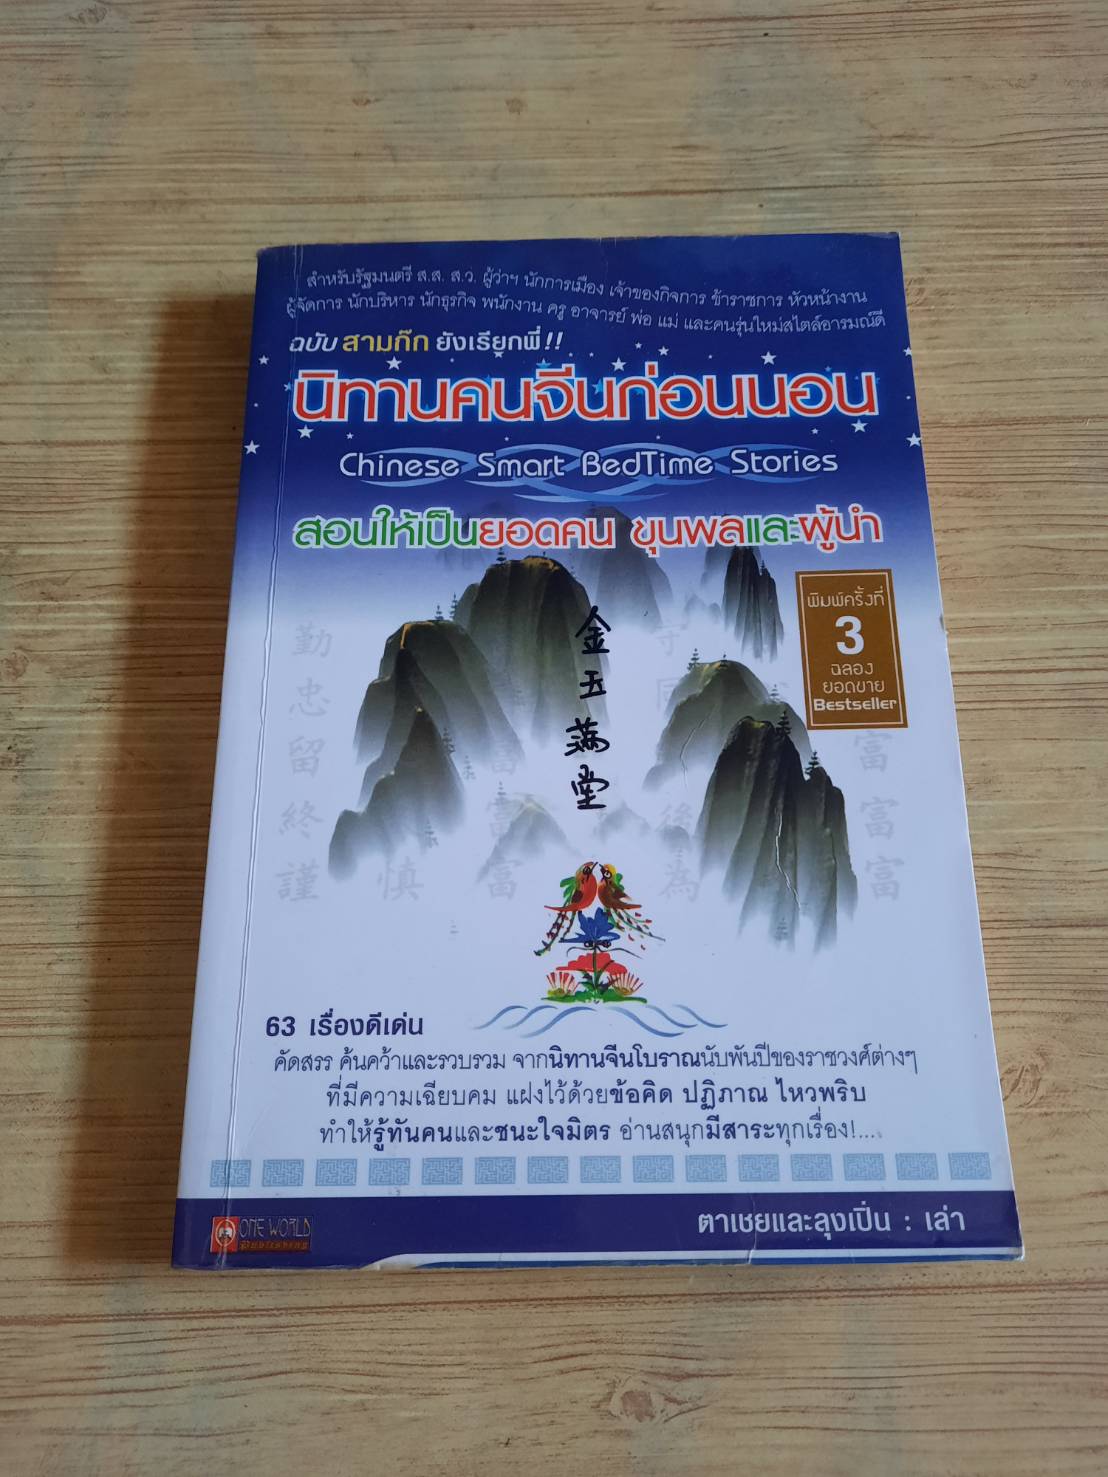 สำหรับรัฐมนตรี ส.ส. ส.ว. ผู้ว่าฯ นักการเมือง เจ้าของกิจการ ข้าราชการ หัวหน้างาน
ผู้จัดการ นักบริหาร นักธุรกิจ พนักงาน ครู อาจารย์ พ่อ แม่ และคนรุ่นใหม่สไตล์อารมณ์ดี
ฉบับ สามก๊ก ยังเรียกพี่!!
นิทานคนจีนก่อนนอน
Chinese Smart BedTime Stories
สอนให้เป็นยอดคน ขุนพลและผู้นำ
พิมพ์ครั้งที่
3
ฉลอง
ยอดขาย
Bestseller
金
玉
满
堂
勤
忠
留 富 富
終 富 後 富
謹 慎 富 為 富
63 เรื่องดีเด่น
คัดสรร ค้นคว้าและรวบรวม จากนิทานจีนโบราณนับพันปีของราชวงศ์ต่างๆ
ที่มีความเฉียบคม แฝงไว้ด้วยข้อคิด ปฏิภาณ ไหวพริบ
ทำให้รู้ทันคนและชนะใจมิตร อ่านสนุกมีสาระทุกเรื่อง!....
ONE WORLD
Publishing
ตาเชยและลุงเปิ่น : เล่า